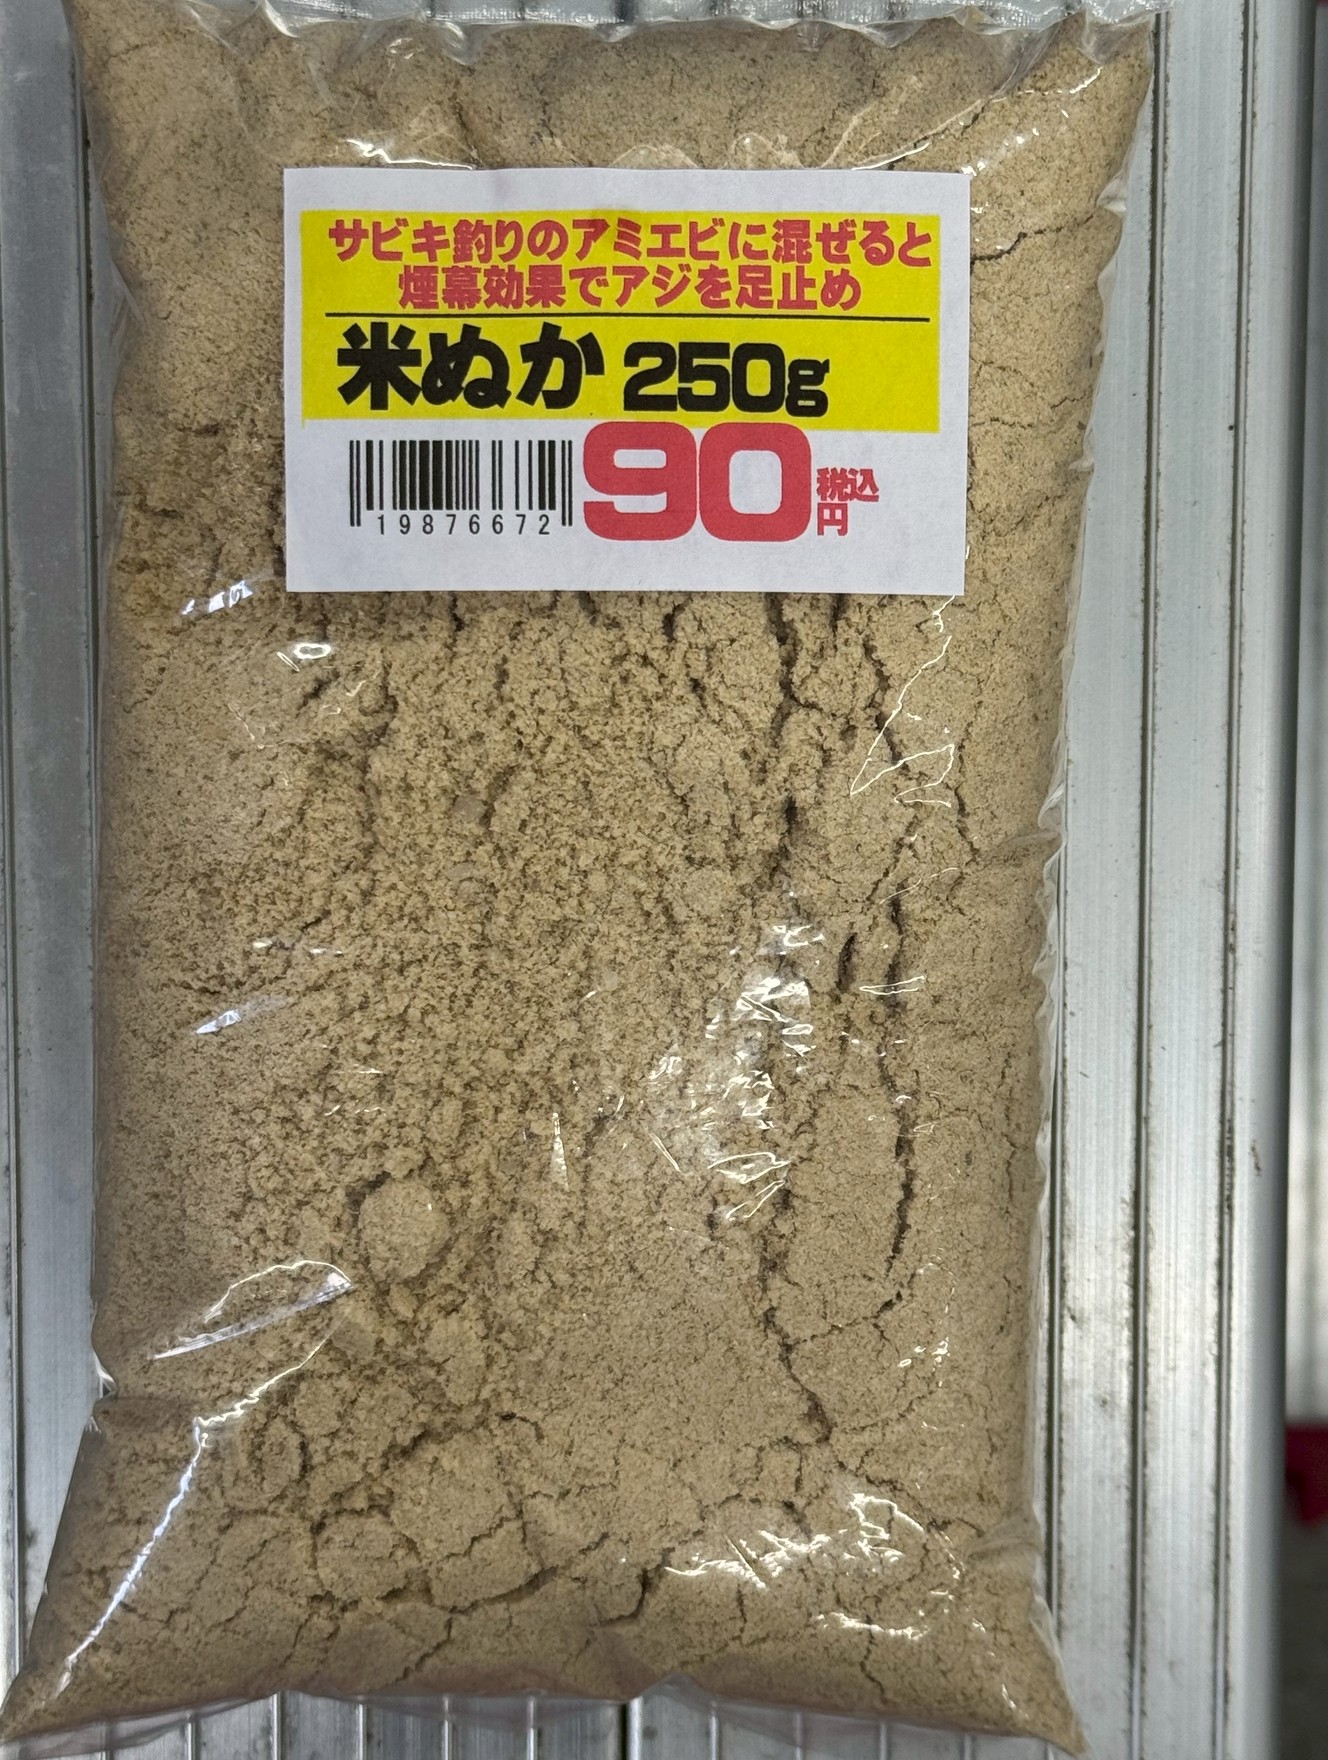 サビキ釣りのアミエビに混ぜると
煙幕効果でアジを足止め
米ぬか 250g
90 税込 円
19876672